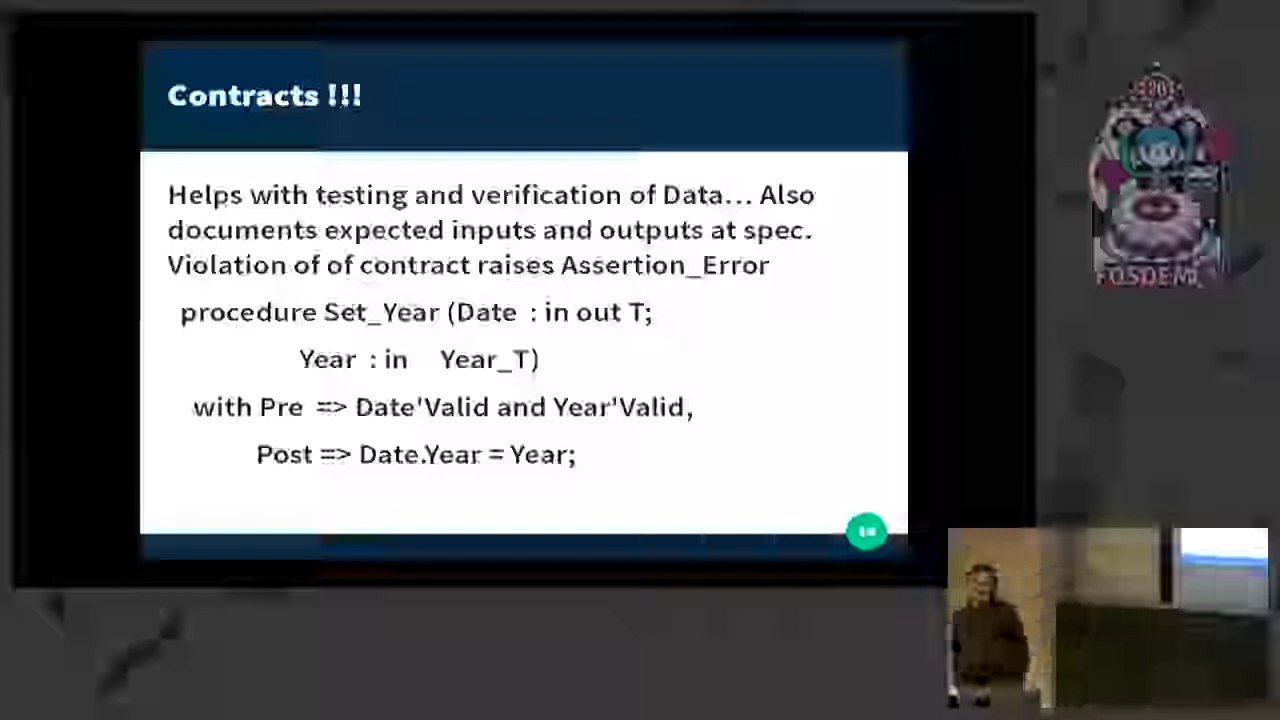 Contracts !!!
Helps with testing and verification of Data... Also
documents expected inputs and outputs at spec.
Violation of of contract raises Assertion_Error
procedure Set_Year (Date : in out T;
Year : in Year_T)
with Pre => Date'Valid and Year'Valid,
Post => Date.Year = Year;
FOSDEM